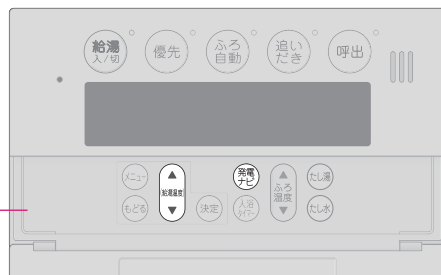 給湯
入/切
優先
ふろ
自動
追い
だき
呼出
メニュー
給湯温度
発電
ナビ
ふろ
温度
たし湯
もどる
決定
入浴
タイマー
たし水